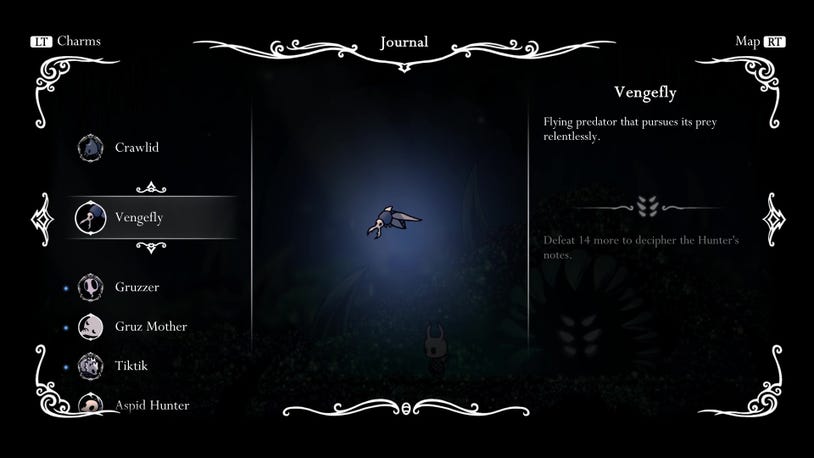 LT Charms
Journal
Map RT
Crawlid
Vengefly
Gruzzer
Gruz Mother
Tiktik
Aspid Hunter
Vengefly
Flying predator that pursues its prey
relentlessly.
Defeat 14 more to decipher the Hunter's
notes.